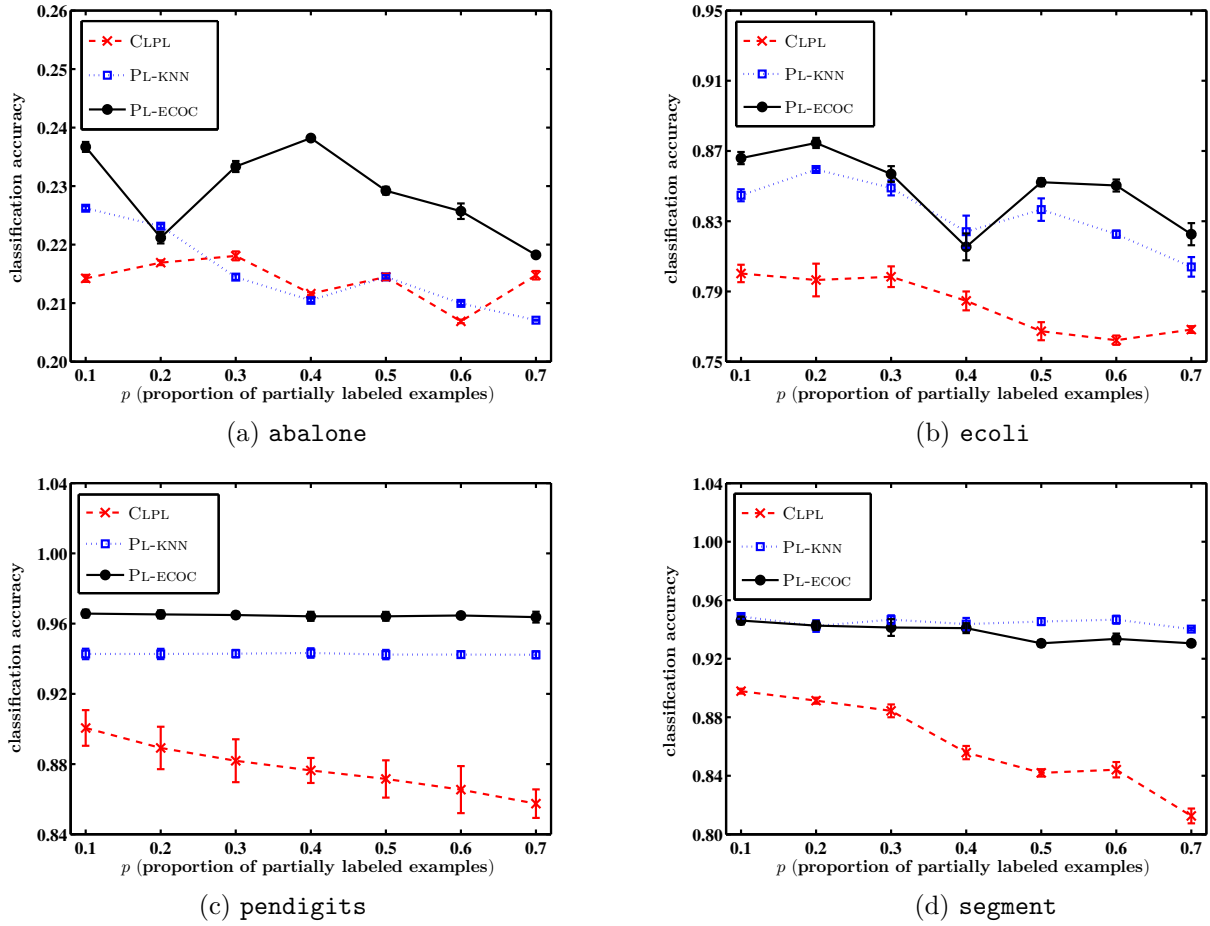 0.26
0.25
0.24
0.23
0.22
0.21
0.20
classification accuracy
CLPL
PL-KNN
PL-ECOC
0.1 0.2 0.3 0.4 0.5 0.6 0.7
p (proportion of partially labeled examples)
(a) abalone
0.95
0.91
0.87
0.83
0.79
0.75
classification accuracy
CLPL
PL-KNN
PL-ECOC
0.1 0.2 0.3 0.4 0.5 0.6 0.7
p (proportion of partially labeled examples)
(b) ecoli
1.04
1.00
0.96
0.92
0.88
0.84
classification accuracy
CLPL
PL-KNN
PL-ECOC
0.1 0.2 0.3 0.4 0.5 0.6 0.7
p (proportion of partially labeled examples)
(c) pendigits
1.04
1.00
0.96
0.92
0.88
0.84
0.80
classification accuracy
CLPL
PL-KNN
PL-ECOC
0.1 0.2 0.3 0.4 0.5 0.6 0.7
p (proportion of partially labeled examples)
(d) segment